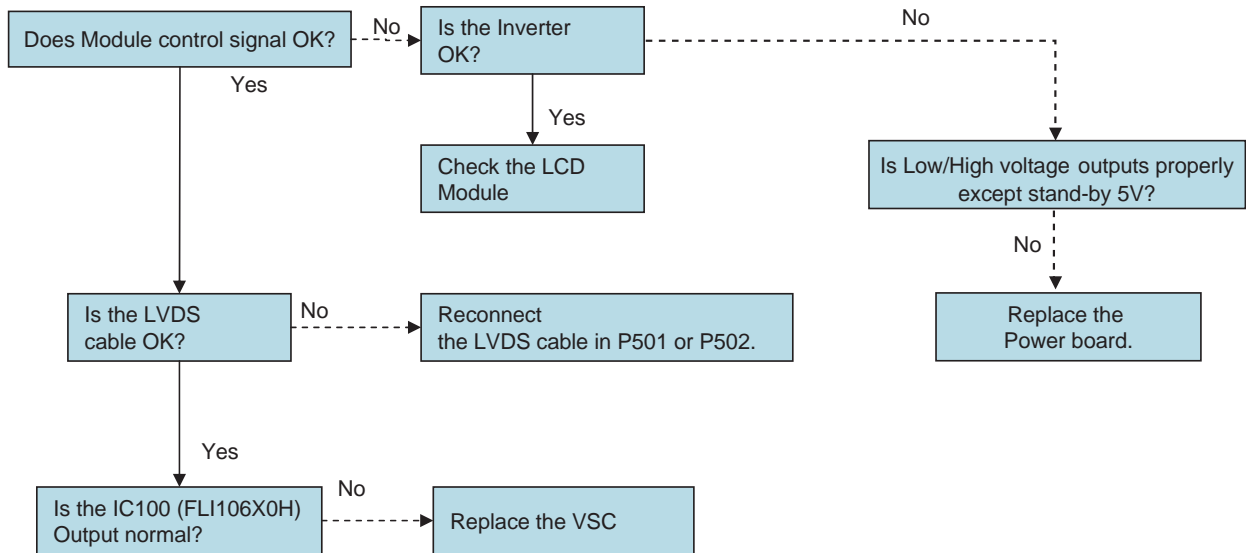 Does Module control signal OK?
No
Is the Inverter
OK?
No
Yes
Yes
Check the LCD
Module
Is Low/High voltage outputs properly
except stand-by 5V?
No
Is the LVDS
cable OK?
No
Reconnect
the LVDS cable in P501 or P502.
Replace the
Power board.
Yes
Is the IC100 (FLI106X0H)
Output normal?
No
Replace the VSC